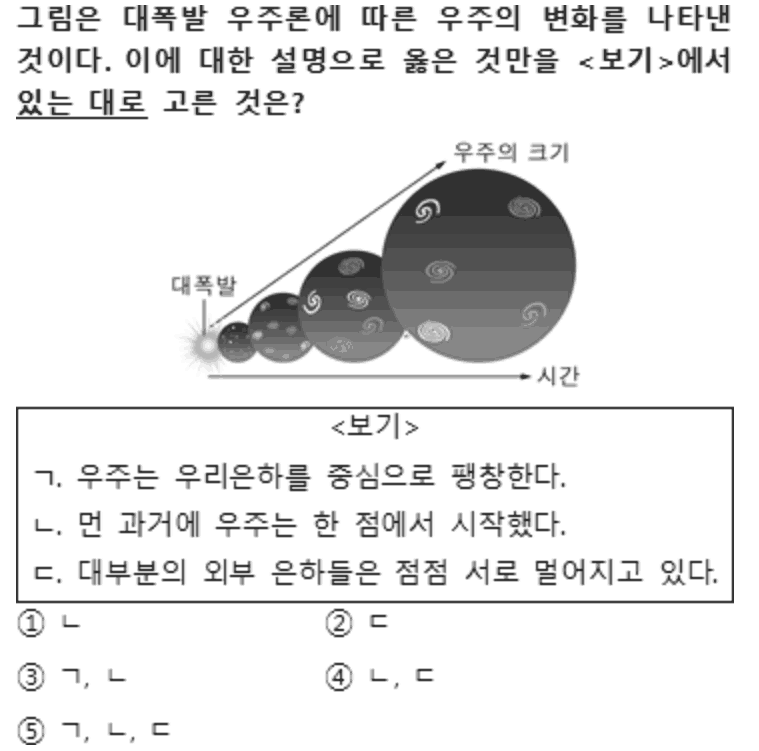 그림은 대폭발 우주론에 따른 우주의 변화를 나타낸
것이다. 이에 대한 설명으로 옳은 것만을 <보기>에서
있는 대로 고른 것은?
우주의 크기
대폭발
시간
<보기>
ㄱ. 우주는 우리은하를 중심으로 팽창한다.
ㄴ. 먼 과거에 우주는 한 점에서 시작했다.
ㄷ. 대부분의 외부 은하들은 점점 서로 멀어지고 있다.
① ㄴ ② ㄷ
③ ㄱ, ㄴ ④ ㄴ, ㄷ
⑤ ㄱ, ㄴ, ㄷ